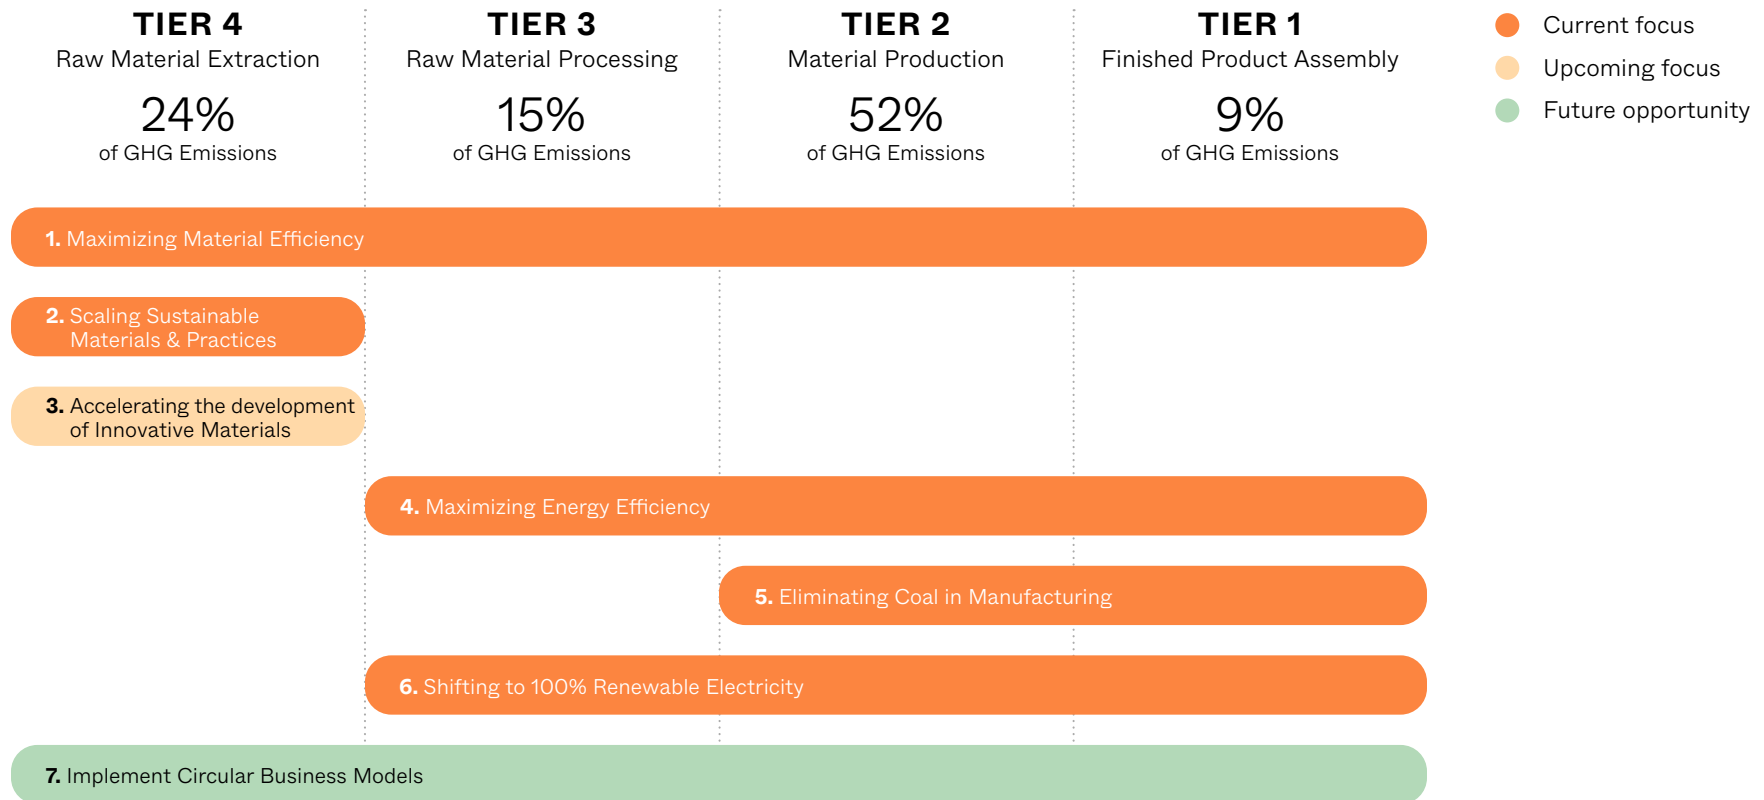 TIER 4
Raw Material Extraction
24%
of GHG Emissions
TIER 3
Raw Material Processing
15%
of GHG Emissions
TIER 2
Material Production
52%
of GHG Emissions
TIER 1
Finished Product Assembly
9%
of GHG Emissions
Current focus
Upcoming focus
Future opportunity
1. Maximizing Material Efficiency
2. Scaling Sustainable
Materials & Practices
3. Accelerating the development
of Innovative Materials
4. Maximizing Energy Efficiency
5. Eliminating Coal in Manufacturing
6. Shifting to 100% Renewable Electricity
7. Implement Circular Business Models